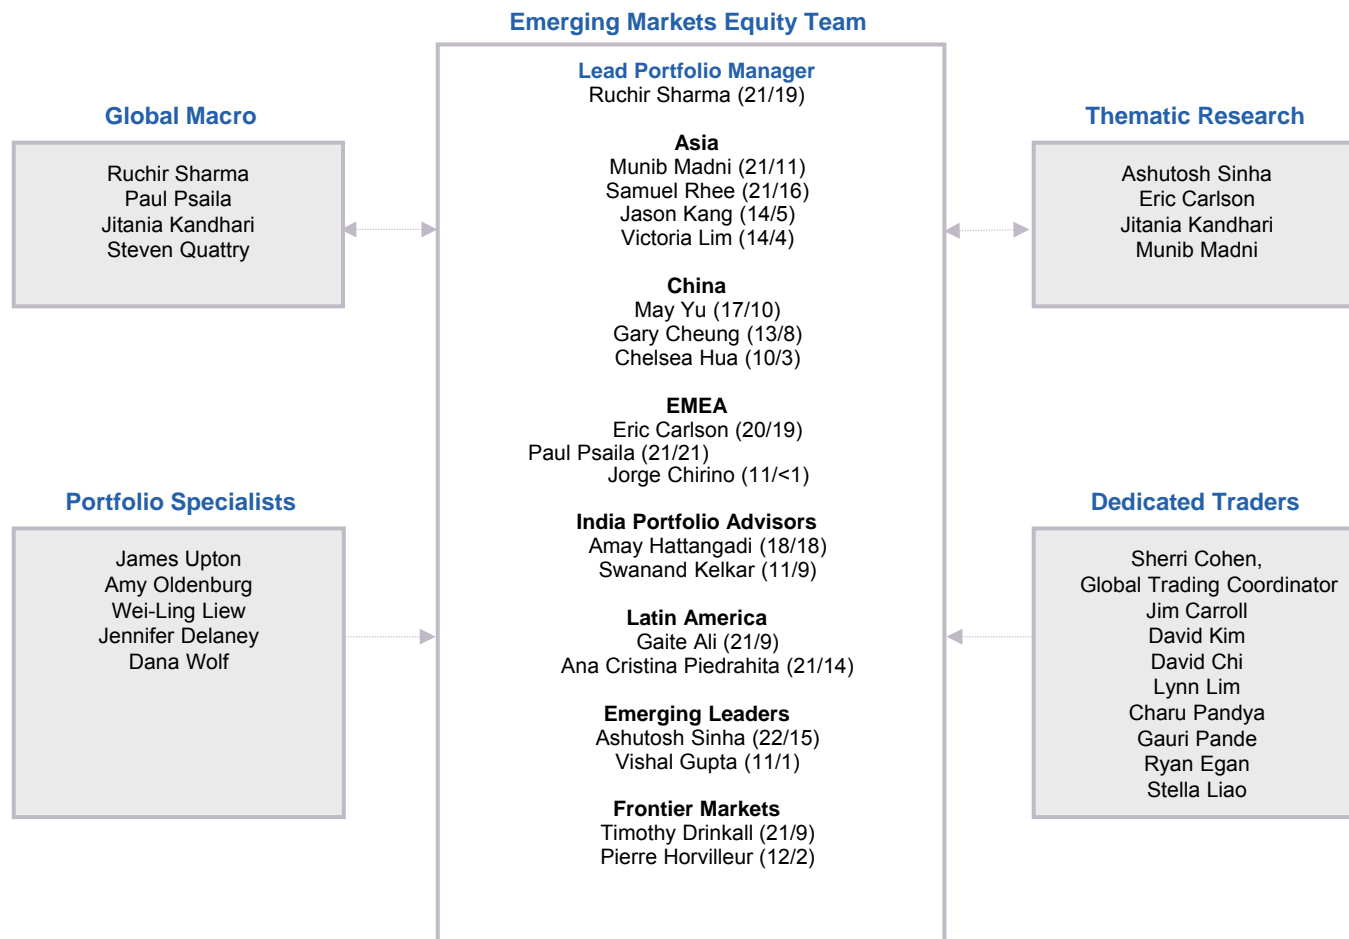 Emerging Markets Equity Team
Lead Portfolio Manager
Ruchir Sharma (21/19)
Asia
Munib Madni (21/11)
Samuel Rhee (21/16)
Jason Kang (14/5)
Victoria Lim (14/4)
China
May Yu (17/10)
Gary Cheung (13/8)
Chelsea Hua (10/3)
EMEA
Eric Carlson (20/19)
Paul Psaila (21/21)
Jorge Chirino (11/<1)
India Portfolio Advisors
Amay Hattangadi (18/18)
Swanand Kelkar (11/9)
Latin America
Gaite Ali (21/9)
Ana Cristina Piedrahita (21/14)
Emerging Leaders
Ashutosh Sinha (22/15)
Vishal Gupta (11/1)
Frontier Markets
Timothy Drinkall (21/9)
Pierre Horvilleur (12/2)
Global Macro
Ruchir Sharma
Paul Psaila
Jitania Kandhari
Steven Quattry
Thematic Research
Ashutosh Sinha
Eric Carlson
Jitania Kandhari
Munib Madni
Portfolio Specialists
James Upton
Amy Oldenburg
Wei-Ling Liew
Jennifer Delaney
Dana Wolf
Dedicated Traders
Sherri Cohen,
Global Trading Coordinator
Jim Carroll
David Kim
David Chi
Lynn Lim
Charu Pandya
Gauri Pande
Ryan Egan
Stella Liao